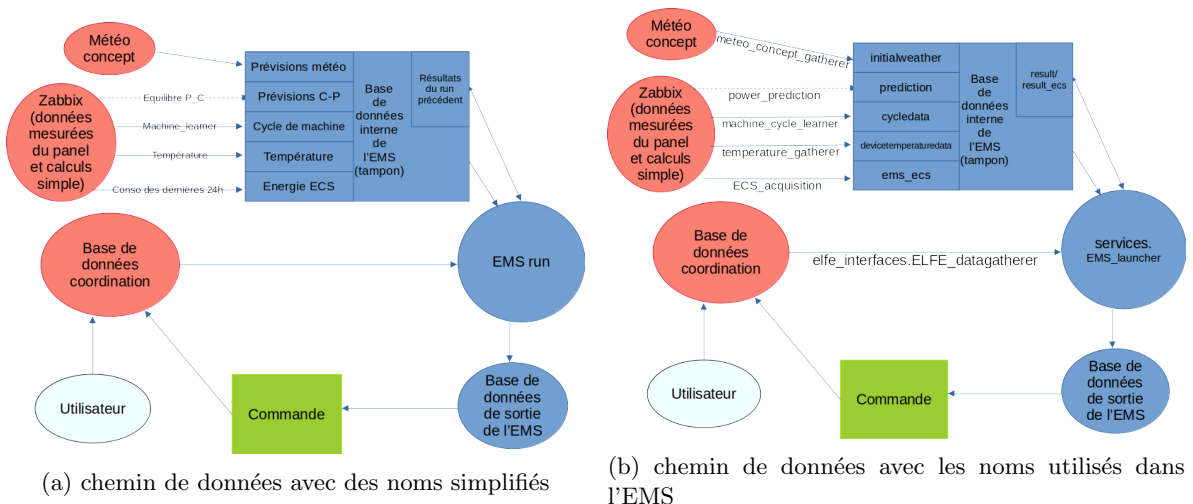 Météo
concept
Zabbix
(données
mesurées
du panel
et calculs
simple)
Equilibre P_C
Machine_learner
Température
Conso des dernières 24h
Prévisions météo
Prévisions C-P
Cycle de machine
Température
Energie ECS
Base
de
données
interne
de
l'EMS
(tampon)
Résultats
du run
précédent
Base de
données
coordination
EMS run
Utilisateur
Commande
Base de
données
de sortie
de l'EMS
(a) chemin de données avec des noms simplifiés
Météo
concept
meteo_concept_gatherer
Zabbix
(données
mesurées
du panel
et calculs
simple)
power_prediction
machine_cycle_learner
temperature_gatherer
ECS_acquisition
initialweather
prediction
cycledata
devicetemperaturedata
ems_ecs
Base
de
données
interne
de
l'EMS
(tampon)
result/
result_ecs
Base de
données
coordination
elfe_interfaces.ELFE_datagatherer
services.
EMS_launcher
Utilisateur
Commande
Base de
données
de sortie
de l'EMS
(b) chemin de données avec les noms utilisés dans
l'EMS